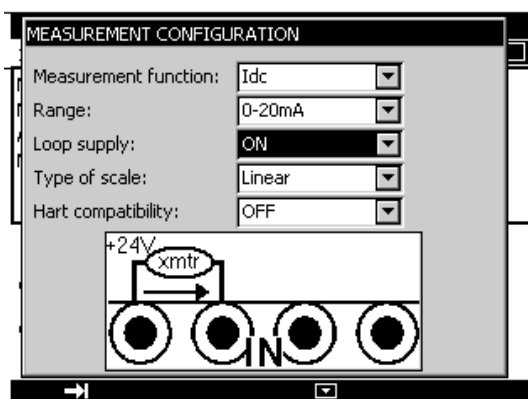 MEASUREMENT CONFIGURATION
Measurement function: Idc
Range: 0-20mA
Loop supply: ON
Type of scale: Linear
Hart compatibility: OFF
+24V
xmtr
IN